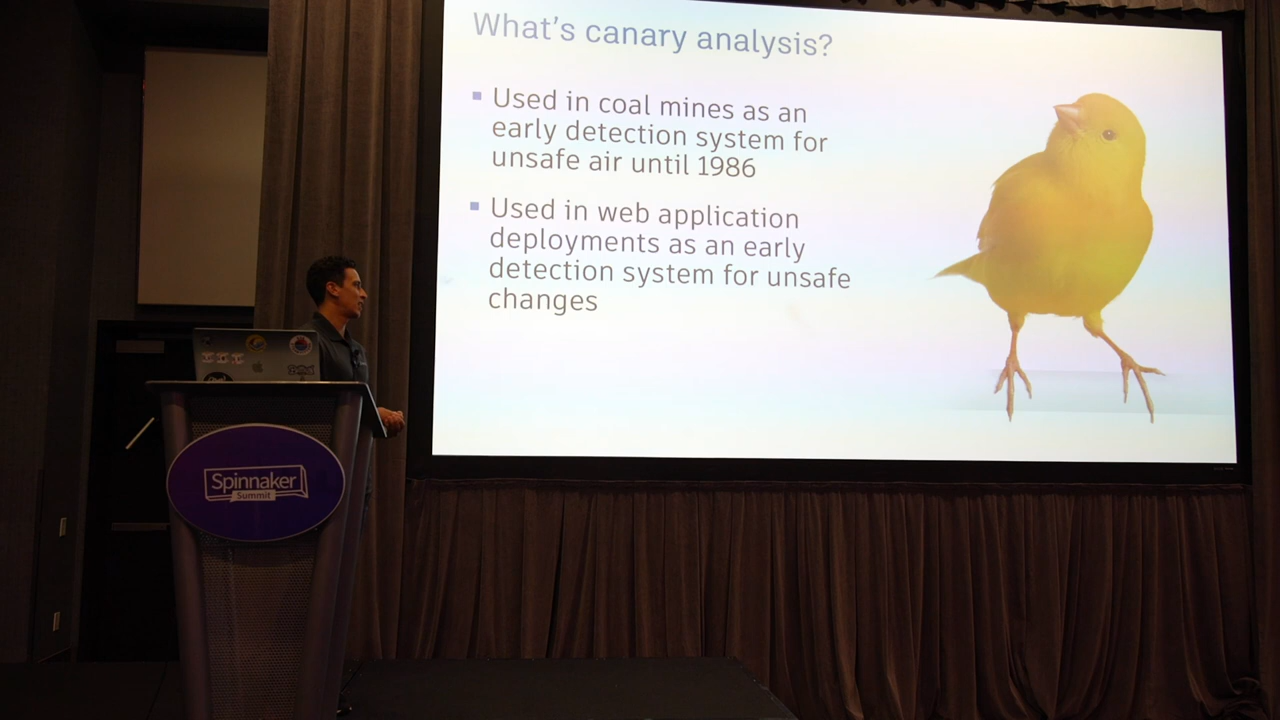 What's canary analysis?
Used in coal mines as an
early detection system for
unsafe air until 1986
Used in web application
deployments as an early
detection system for unsafe
changes
Spinnaker
Summit